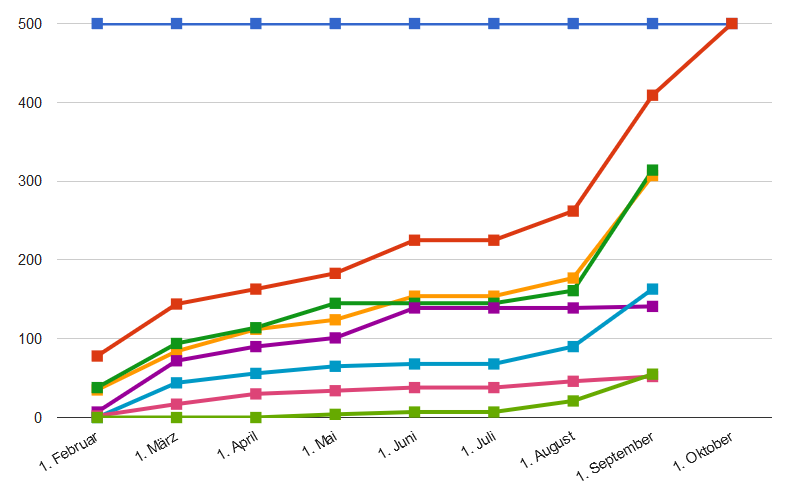 500
400
300
200
100
0
1. Februar
1. März
1. April
1. Mai
1. Juni
1. Juli
1. August
1. September
1. Oktober